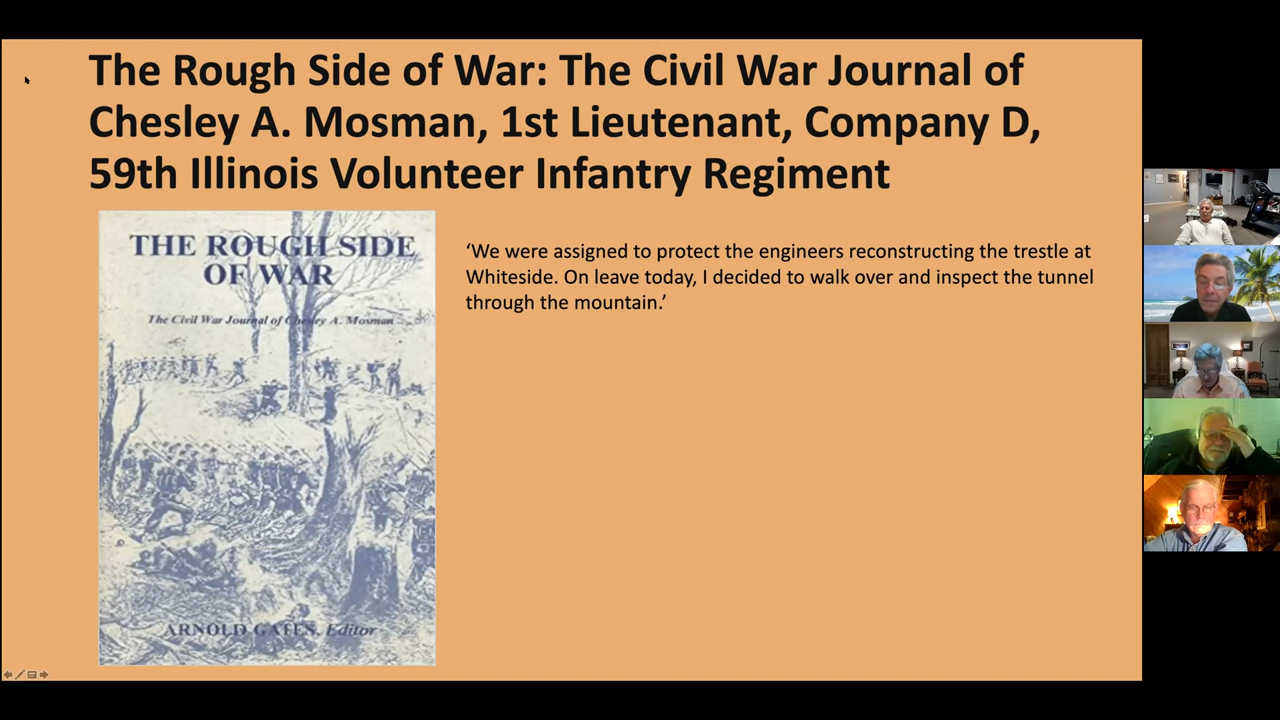 The Rough Side of War: The Civil War Journal of
Chesley A. Mosman, 1st Lieutenant, Company D,
59th Illinois Volunteer Infantry Regiment
THE ROUGH SIDE
OF WAR
The Civil War Journal of Chesley A. Mosman
ARNOLD GATES, Editor
‘We were assigned to protect the engineers reconstructing the trestle at
Whiteside. On leave today, I decided to walk over and inspect the tunnel
through the mountain.’